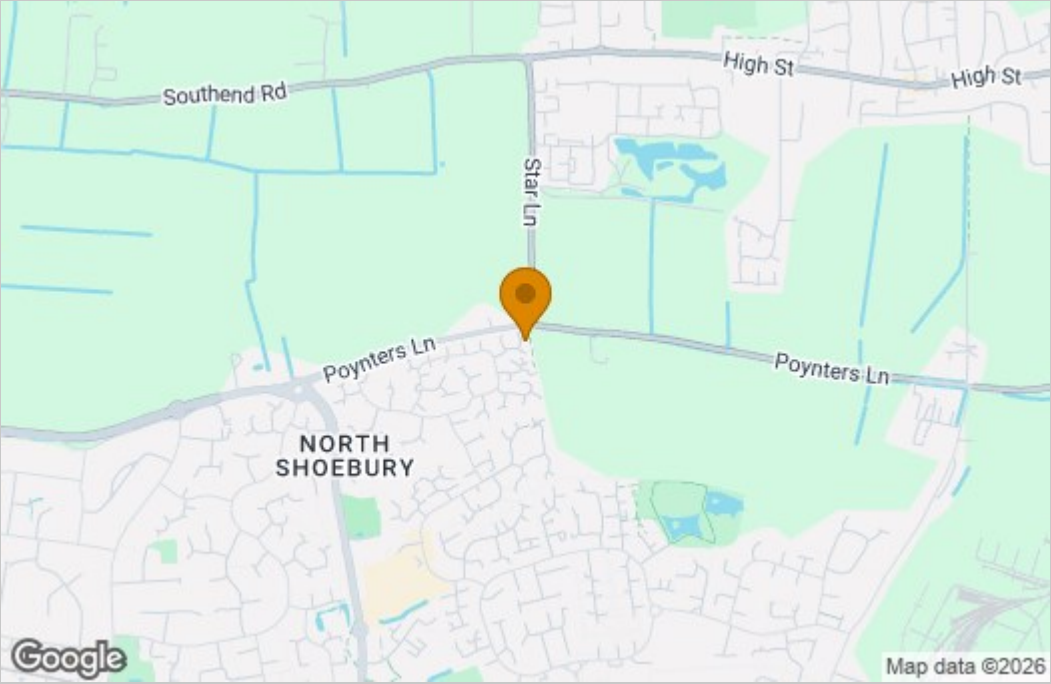 High St
High St
Southend Rd
Star Ln
Poynters Ln
Poynters Ln
NORTH
SHOEBURY
Google
Map data ©2026